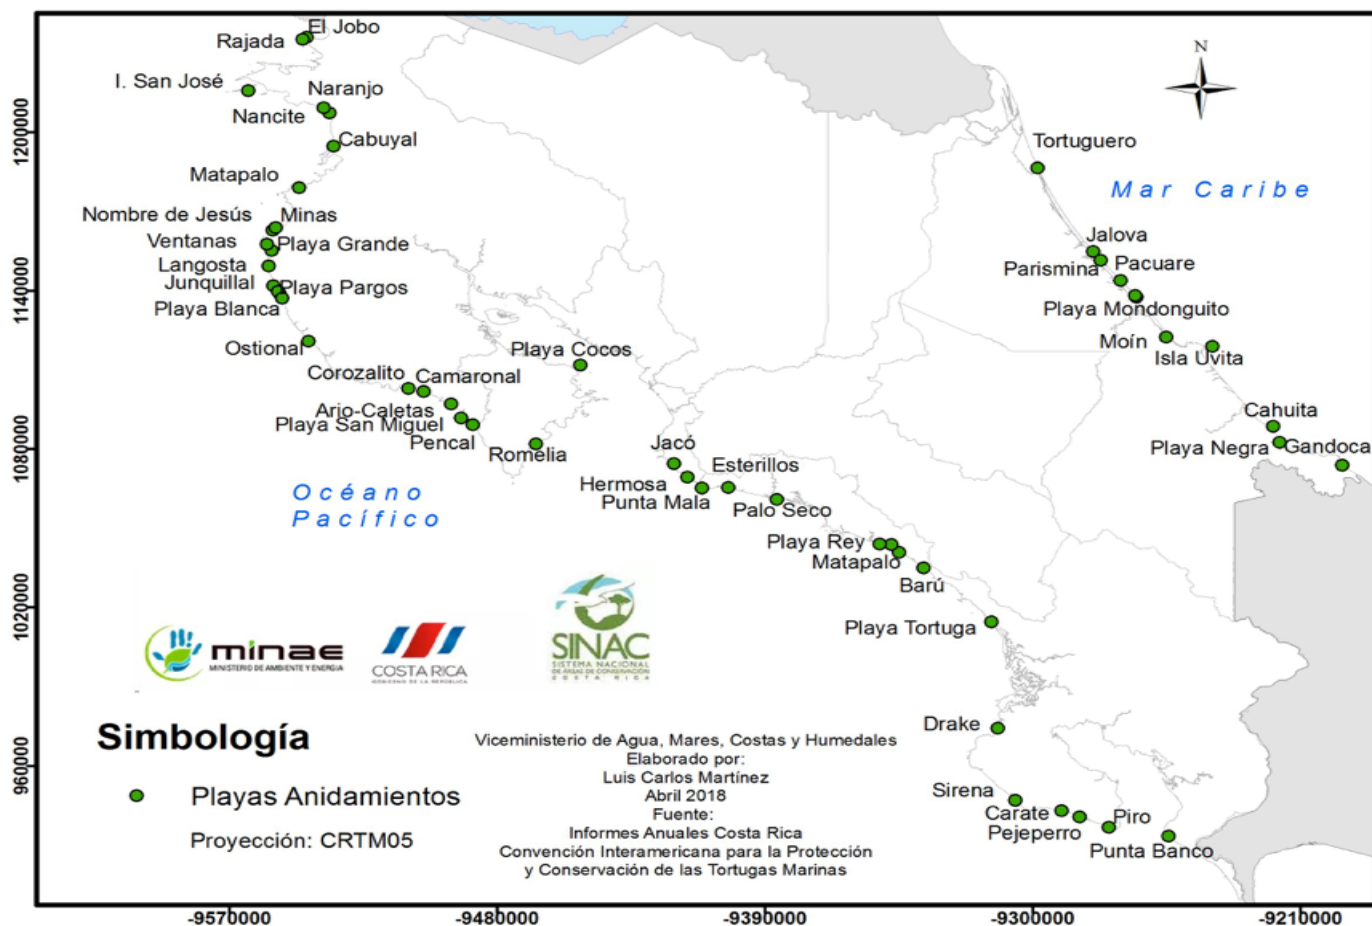 El Jobo
Rajada
N
I. San José
Naranjo
Nancite
Cabuyal
Tortuguero
Matapalo
Mar Caribe
Nombre de Jesús
Minas
Ventanas
Playa Grande
Jalova
Langosta
Parismina
Pacuare
Junquillal
Playa Pargos
Playa Blanca
Playa Mondonguito
Ostional
Playa Cocos
Moín
Isla Uvita
Corozalito
Camaronal
Ario-Caletas
Playa San Miguel
Pencal
Romelia
Cahuita
Playa Negra
Gandoca
Jacó
Esterillos
Hermosa
Punta Mala
Palo Seco
Océano
Pacífico
Playa Rey
Matapalo
Barú
Playa Tortuga
minae
MINISTERIO DE AMBIENTE Y ENERGIA
COSTA RICA
GOBIERNO DE LA REPÚBLICA
SINAC
SISTEMA NACIONAL
DE ÁREAS DE CONSERVACIÓN
COSTA RICA
Drake
Sirena
Carate
Pejeperro
Piro
Punta Banco
Simbología
Playas Anidamientos
Proyección: CRTM05
Viceministerio de Agua, Mares, Costas y Humedales
Elaborado por:
Luis Carlos Martínez
Abril 2018
Fuente:
Informes Anuales Costa Rica
Convención Interamericana para la Protección
y Conservación de las Tortugas Marinas
1200000
1140000
1080000
1020000
960000
-9570000
-9480000
-9390000
-9300000
-9210000